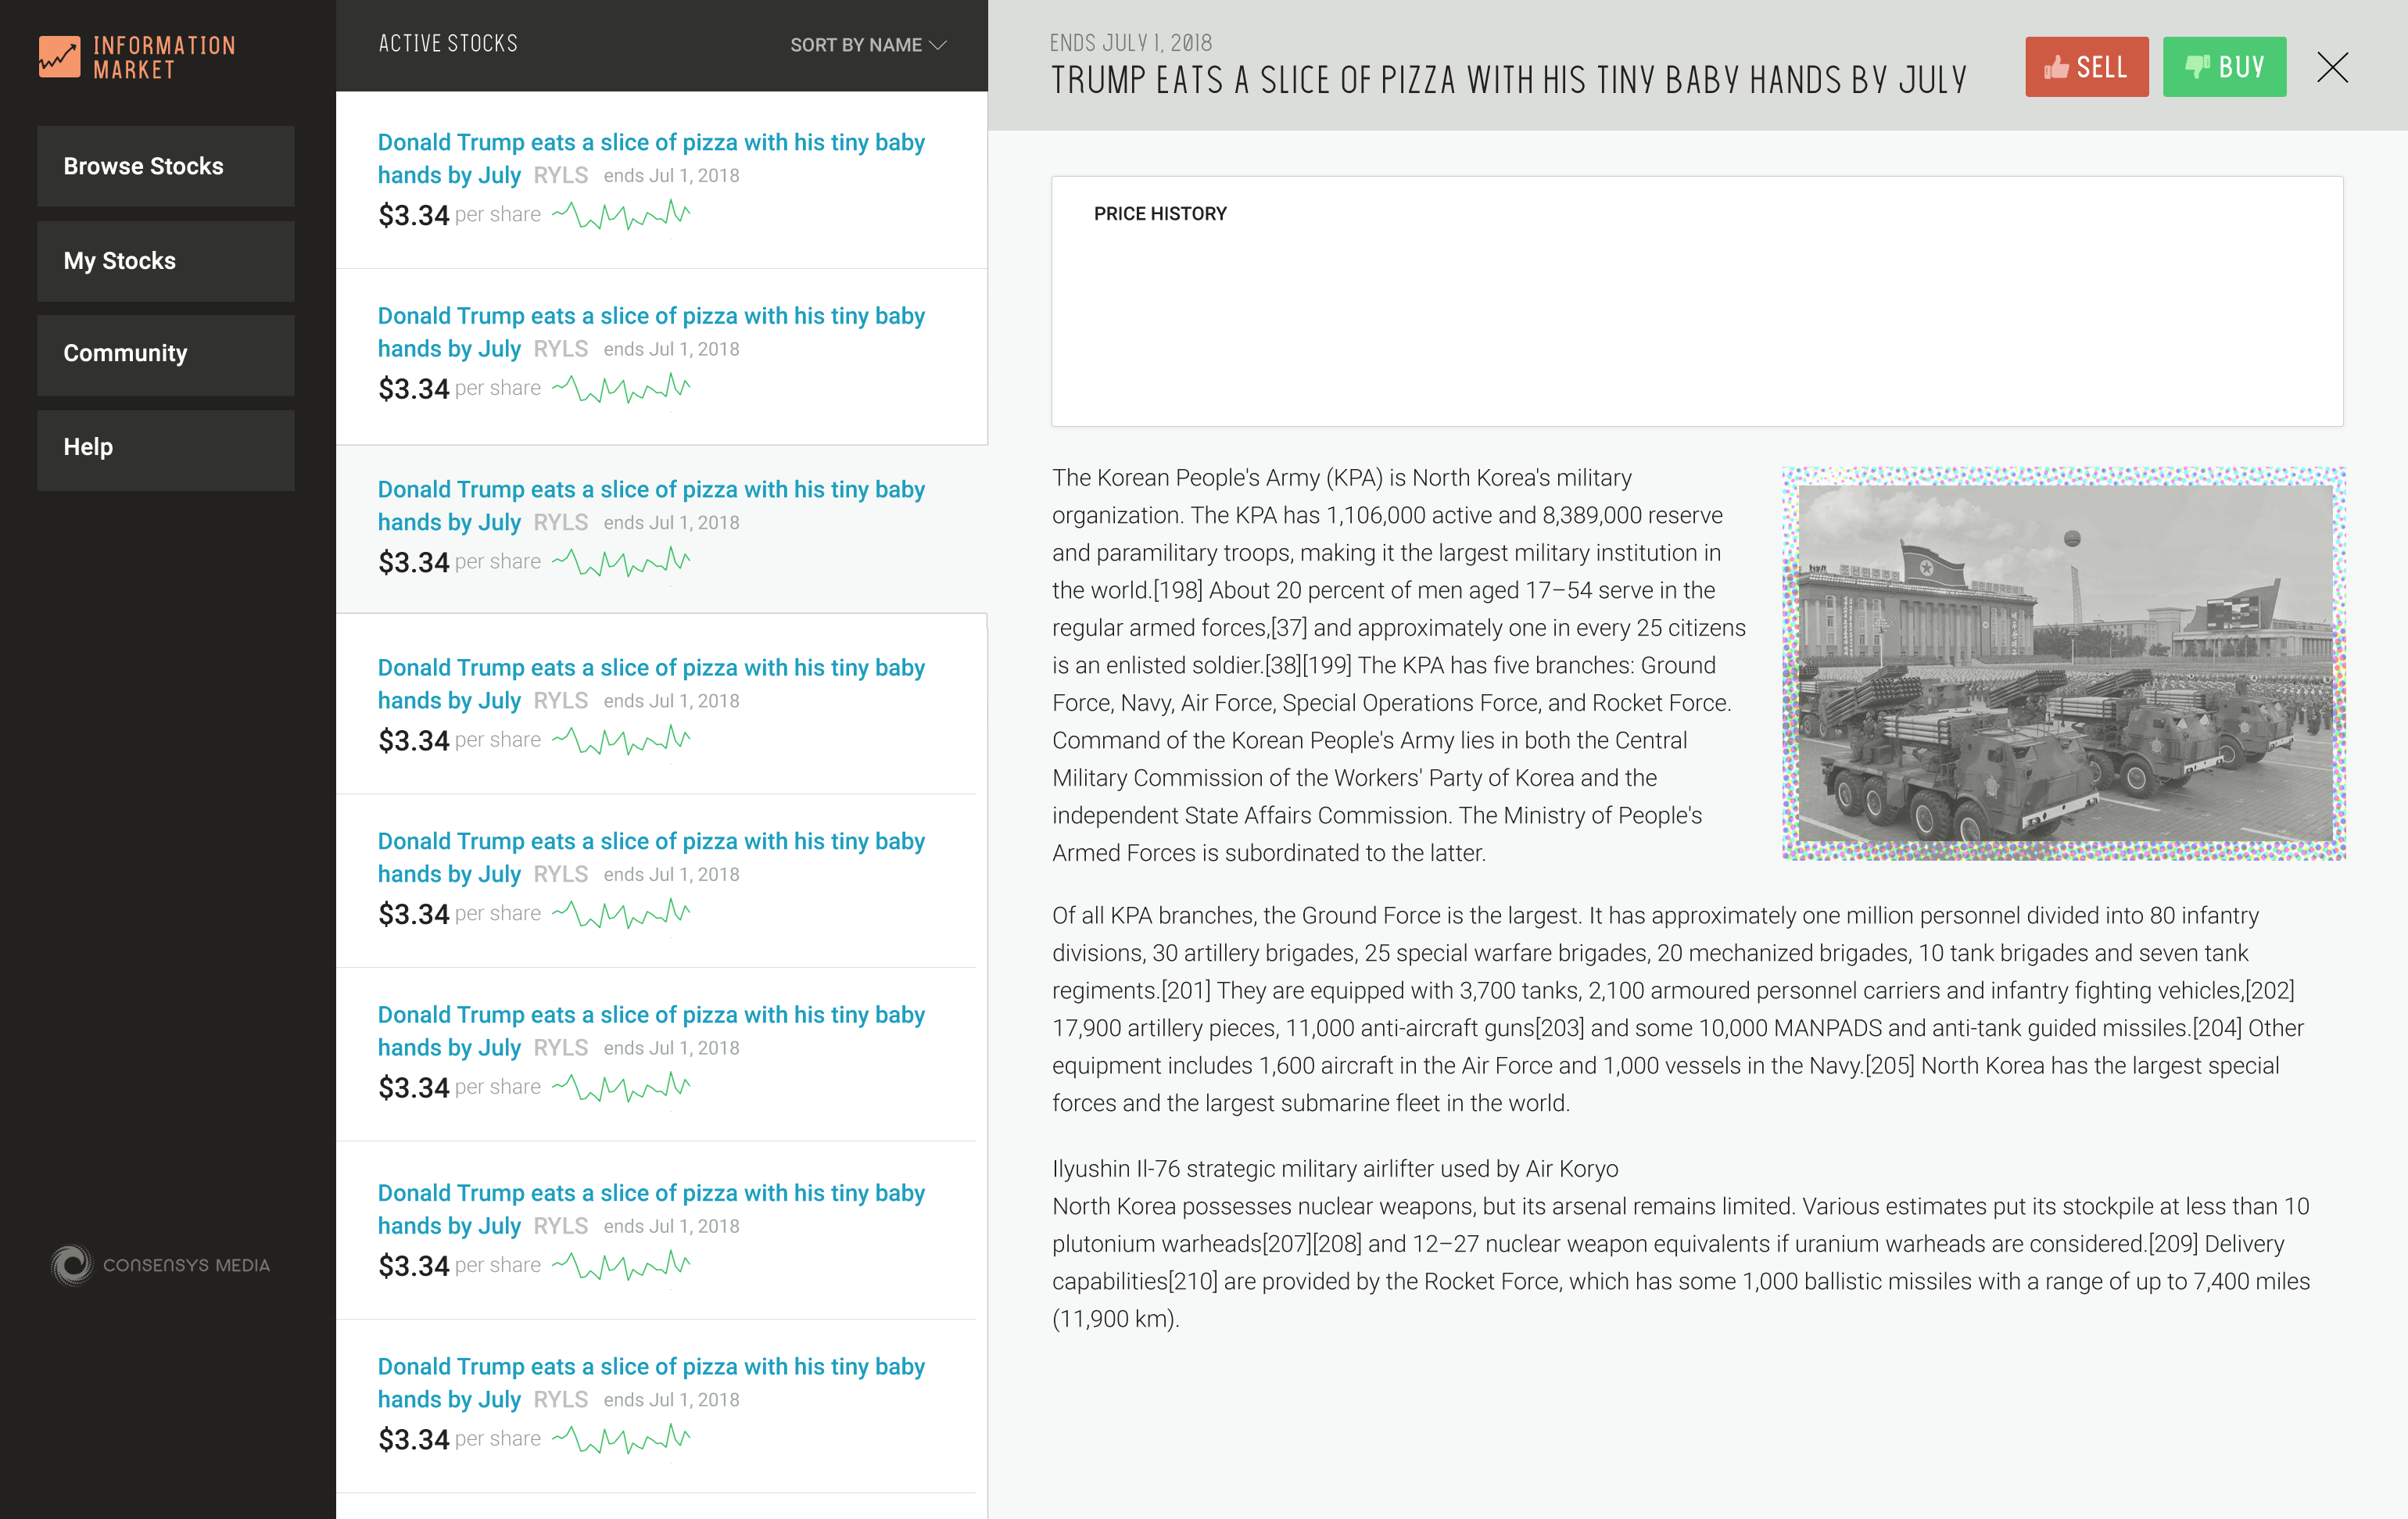 INFORMATION
MARKET
Browse Stocks
My Stocks
Community
Help
CONSENSYS MEDIA
ACTIVE STOCKS
SORT BY NAME
Donald Trump eats a slice of pizza with his tiny baby
hands by July RYLS ends Jul 1, 2018
$3.34 per share
Donald Trump eats a slice of pizza with his tiny baby
hands by July RYLS ends Jul 1, 2018
$3.34 per share
Donald Trump eats a slice of pizza with his tiny baby
hands by July RYLS ends Jul 1, 2018
$3.34 per share
Donald Trump eats a slice of pizza with his tiny baby
hands by July RYLS ends Jul 1, 2018
$3.34 per share
Donald Trump eats a slice of pizza with his tiny baby
hands by July RYLS ends Jul 1, 2018
$3.34 per share
Donald Trump eats a slice of pizza with his tiny baby
hands by July RYLS ends Jul 1, 2018
$3.34 per share
Donald Trump eats a slice of pizza with his tiny baby
hands by July RYLS ends Jul 1, 2018
$3.34 per share
Donald Trump eats a slice of pizza with his tiny baby
hands by July RYLS ends Jul 1, 2018
$3.34 per share
ENDS JULY 1, 2018
TRUMP EATS A SLICE OF PIZZA WITH HIS TINY BABY HANDS BY JULY
SELL
BUY
PRICE HISTORY
The Korean People's Army (KPA) is North Korea's military
organization. The KPA has 1,106,000 active and 8,389,000 reserve
and paramilitary troops, making it the largest military institution in
the world.[198] About 20 percent of men aged 17–54 serve in the
regular armed forces,[37] and approximately one in every 25 citizens
is an enlisted soldier.[38][199] The KPA has five branches: Ground
Force, Navy, Air Force, Special Operations Force, and Rocket Force.
Command of the Korean People's Army lies in both the Central
Military Commission of the Workers' Party of Korea and the
independent State Affairs Commission. The Ministry of People's
Armed Forces is subordinated to the latter.
Of all KPA branches, the Ground Force is the largest. It has approximately one million personnel divided into 80 infantry
divisions, 30 artillery brigades, 25 special warfare brigades, 20 mechanized brigades, 10 tank brigades and seven tank
regiments.[201] They are equipped with 3,700 tanks, 2,100 armoured personnel carriers and infantry fighting vehicles,[202]
17,900 artillery pieces, 11,000 anti-aircraft guns[203] and some 10,000 MANPADS and anti-tank guided missiles.[204] Other
equipment includes 1,600 aircraft in the Air Force and 1,000 vessels in the Navy.[205] North Korea has the largest special
forces and the largest submarine fleet in the world.
Ilyushin Il-76 strategic military airlifter used by Air Koryo
North Korea possesses nuclear weapons, but its arsenal remains limited. Various estimates put its stockpile at less than 10
plutonium warheads[207][208] and 12–27 nuclear weapon equivalents if uranium warheads are considered.[209] Delivery
capabilities[210] are provided by the Rocket Force, which has some 1,000 ballistic missiles with a range of up to 7,400 miles
(11,900 km).